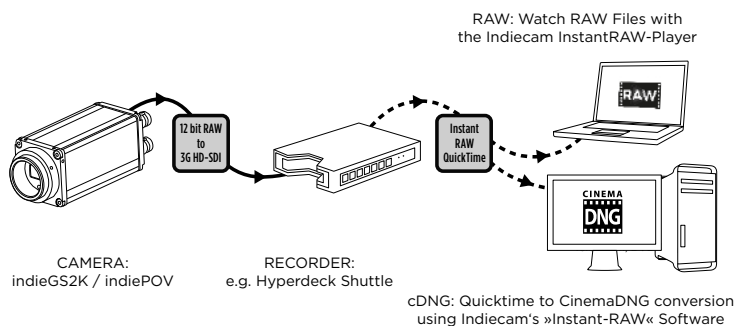 RAW: Watch RAW Files with
the Indiecam InstantRAW-Player
RAW
12 bit RAW
to
3G HD-SDI
Instant
RAW
QuickTime
CINEMA
DNG
CAMERA:
indieGS2K / indiePOV
RECORDER:
e.g. Hyperdeck Shuttle
cDNG: Quicktime to CinemaDNG conversion
using Indiecam‘s »Instant-RAW« Software